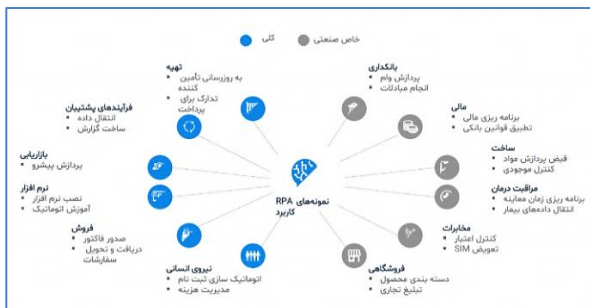 کلی
خاص صنعتی
تهیه
به روزرسانی تأمین
کننده
تدارک برای
پرداخت
فرآیندهای پشتیبان
انتقال داده
ساخت گزارش
بازاریابی
پردازش پیشرو
نرم افزار
نصب نرم افزار
آموزش اتوماتیک
فروش
صدور فاکتور
دریافت و تحویل
سفارشات
نیروی انسانی
اتوماتیک سازی ثبت نام
مدیریت هزینه
نمونه‌های RPA
کاربرد
بانکداری
پردازش وام
انجام مبادلات
مالی
برنامه ریزی مالی
تطبیق قوانین بانکی
ساخت
قبض پردازش مواد
کنترل موجودی
مراقبت درمان
برنامه ریزی زمان معاینه
انتقال داده‌های بیمار
مخابرات
کنترل اعتبار
تعویض SIM
فروشگاهی
دسته بندی محصول
تبلیغ تجاری